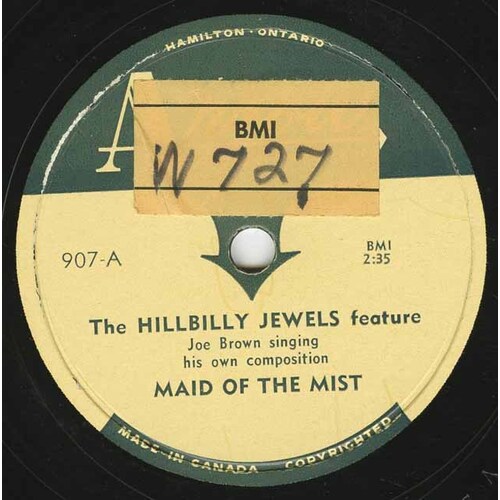 HAMILTON · ONTARIO
A
BMI
W 727
907-A
BMI
2:35
The HILLBILLY JEWELS feature
Joe Brown singing
his own composition
MAID OF THE MIST
MADE IN CANADA COPYRIGHTED